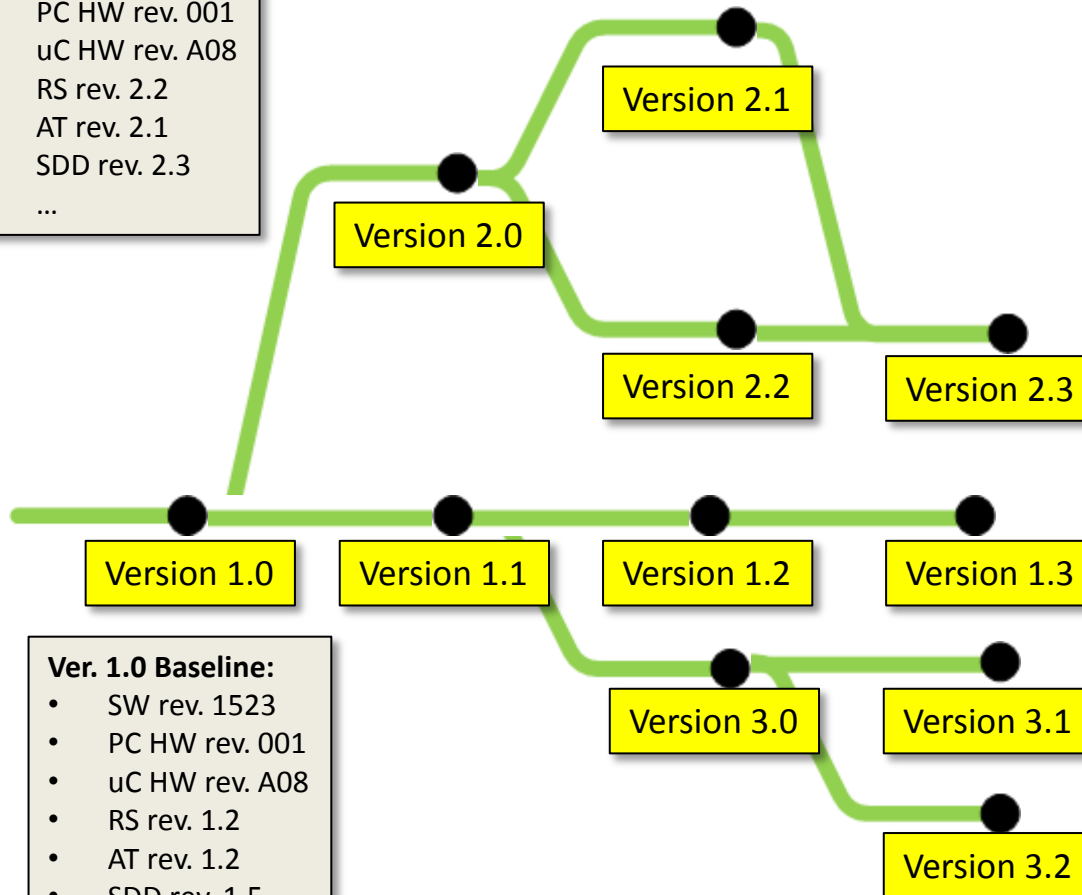 PC HW rev. 001
uC HW rev. A08
RS rev. 2.2
AT rev. 2.1
SDD rev. 2.3
...
Version 2.1
Version 2.0
Version 2.2
Version 2.3
Version 1.0
Version 1.1
Version 1.2
Version 1.3
Ver. 1.0 Baseline:
• SW rev. 1523
• PC HW rev. 001
• uC HW rev. A08
• RS rev. 1.2
• AT rev. 1.2
• SDD rev. 1.5
Version 3.0
Version 3.1
Version 3.2